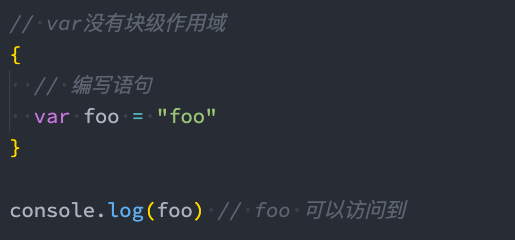 // var没有块级作用域
{
  // 编写语句
  var foo = "foo"
}

console.log(foo) // foo 可以访问到